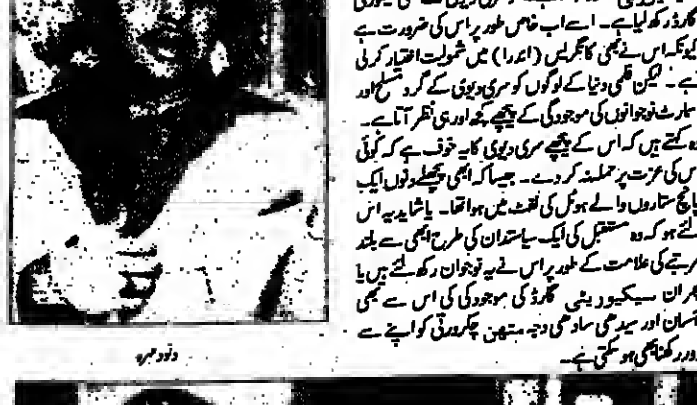 گارڈ رکھ لیا ہے۔ اسے اب خاص طور پر اس کی ضرورت ہے
کیونکہ اس نے بھی کانگریس (اندرا) میں شمولیت اختیار کر لی
ہے۔ لیکن فلمی دنیا کے لوگوں کو سری دیوی کے گرد مسلح اور
سمارٹ نوجوانوں کی موجودگی کے پیچھے کچھ اور ہی نظر آتا ہے۔
وہ کہتے ہیں کہ اس کے پیچھے سری دیوی کا یہ خوف ہے کہ کوئی
اس کی عزت پر حملہ نہ کر دے۔ جیسا کہ ابھی پچھلے دنوں ایک
پانچ ستاروں والے ہوٹل کی لفٹ میں ہوا تھا۔ یا شاید یہ اس
لئے ہو کہ وہ مستقبل کی ایک سیاستدان کی طرح ابھی سے بلند
مرتبے کی علامت کے طور پر اس نے یہ نوجوان رکھ لئے ہیں یا
پھر ان سیکیوریٹی گارڈ کی موجودگی کی اس سے بھی
آسان اور سیدھی سادھی وجہ متھن چکرورتی کو اپنے سے
دور رکھنا بھی ہو سکتی ہے۔
ونود مہرہ